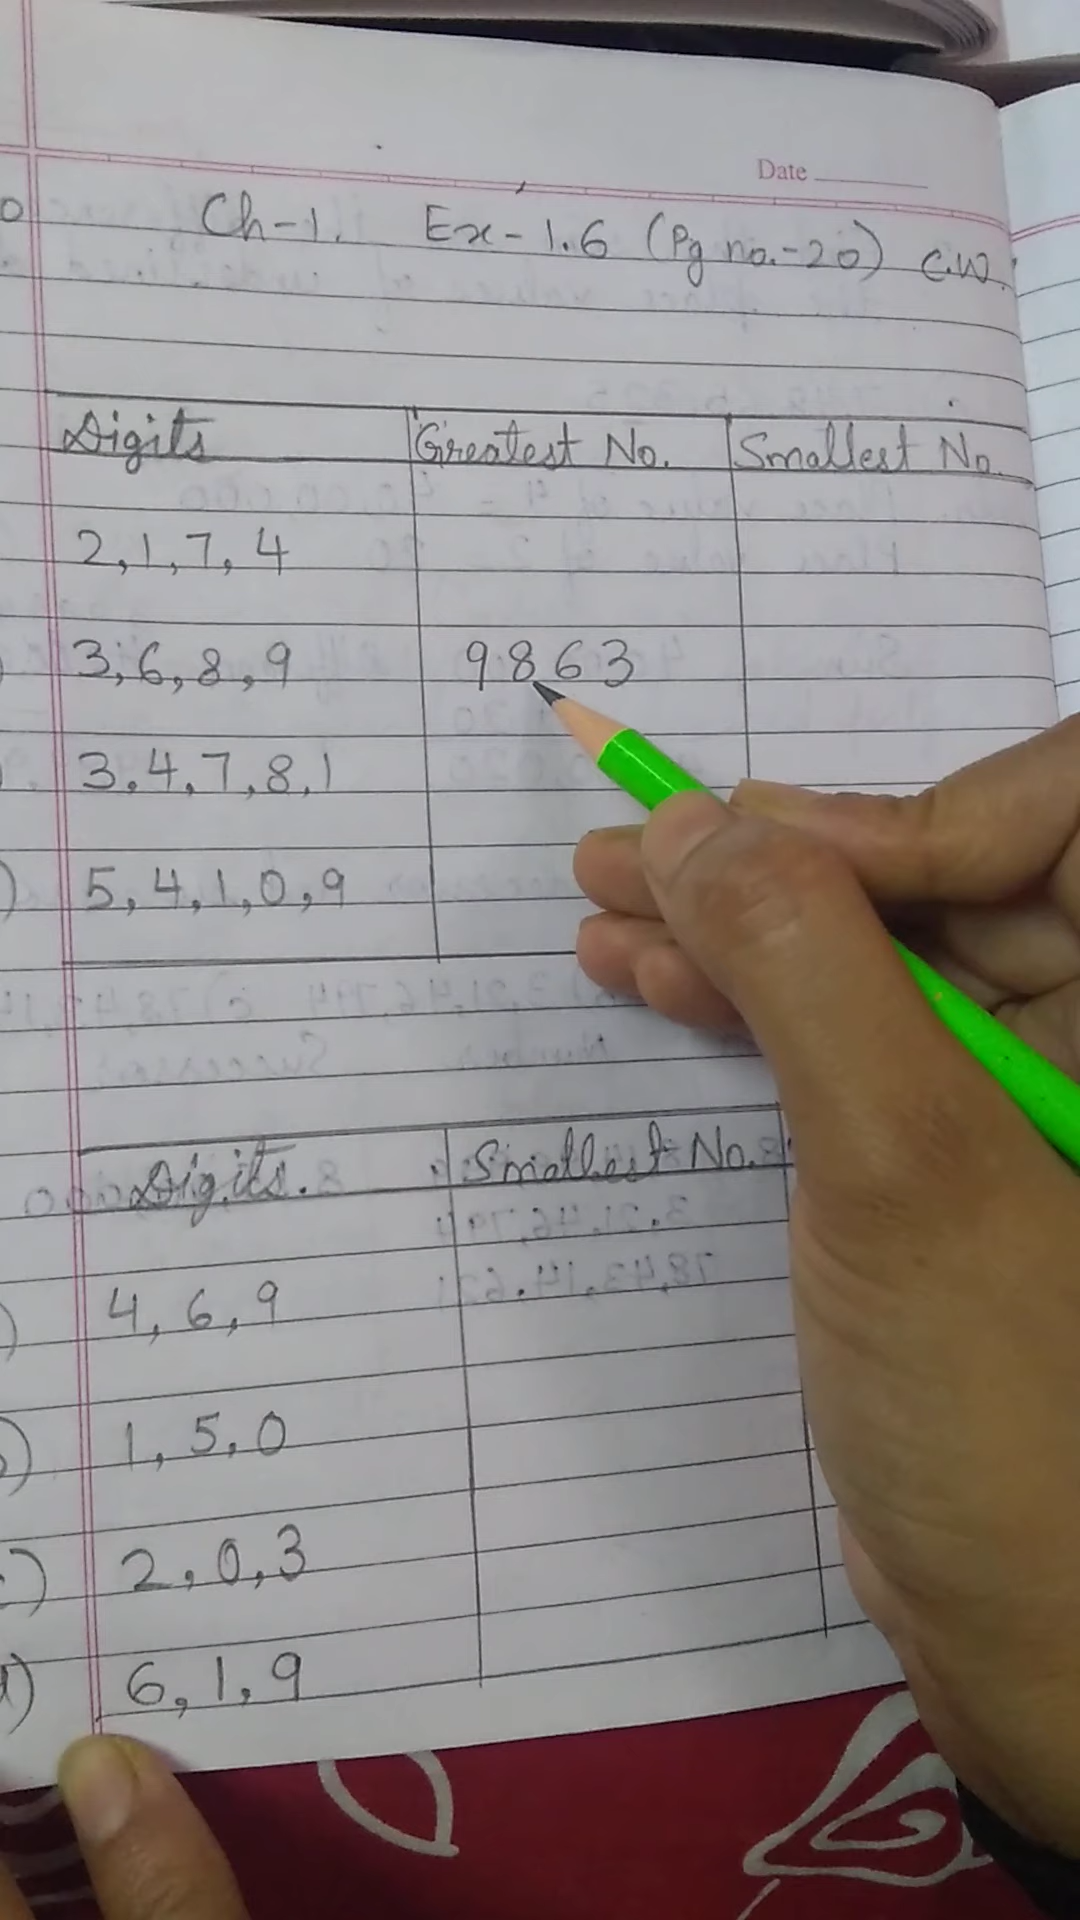 Date
Ch-1. Ex-1.6 (Pg no.-20) C.W.
Digits Greatest No. Smallest No.
2,1,7,4
3,6,8,9 9863
3,4,7,8,1
5,4,1,0,9
Digits. Smallest No.
4,6,9
1,5,0
2,0,3
d) 6,1,9